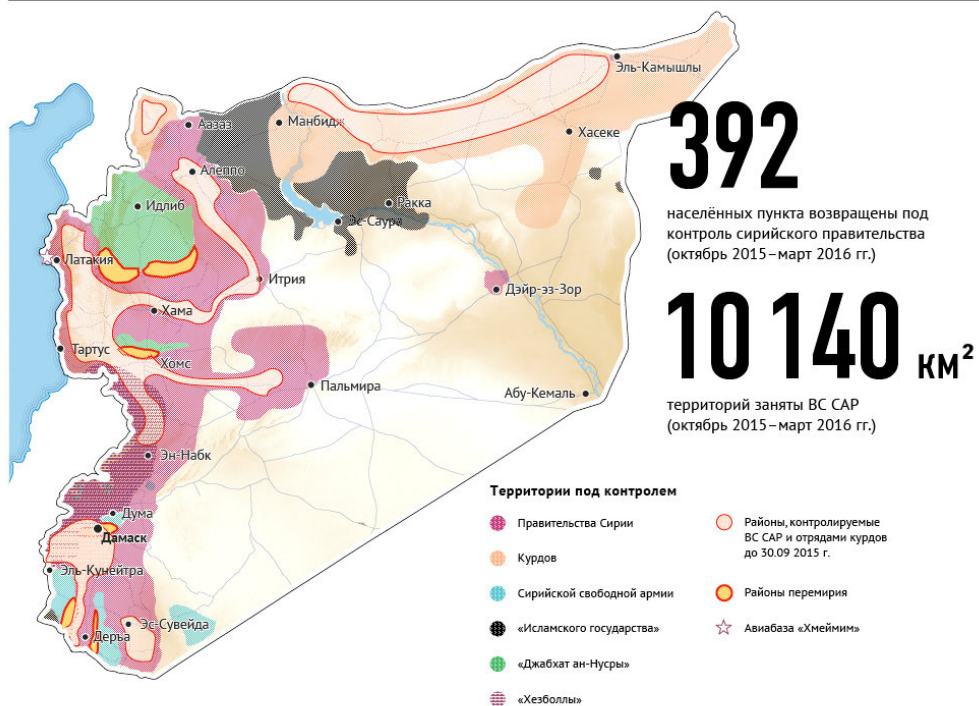 Эль-Камышлы
Аазаз
Манбидж
Хасеке
Алеппо
Идлиб
Ракка
Эс-Саура
Латакия
Итрия
Дэйр-эз-Зор
Хама
Тартус
Хомс
Пальмира
Абу-Кемаль
Эн-Набк
Дума
Дамаск
Эль-Кунейтра
Эс-Сувейда
Деръа
392
населённых пункта возвращены под
контроль сирийского правительства
(октябрь 2015–март 2016 гг.)
10 140 км²
территорий заняты ВС САР
(октябрь 2015–март 2016 гг.)
Территории под контролем
Правительства Сирии
Курдов
Сирийской свободной армии
«Исламского государства»
«Джабхат ан-Нусры»
«Хезболлы»
Районы, контролируемые
ВС САР и отрядами курдов
до 30.09 2015 г.
Районы перемирия
Авиабаза «Хмеймим»